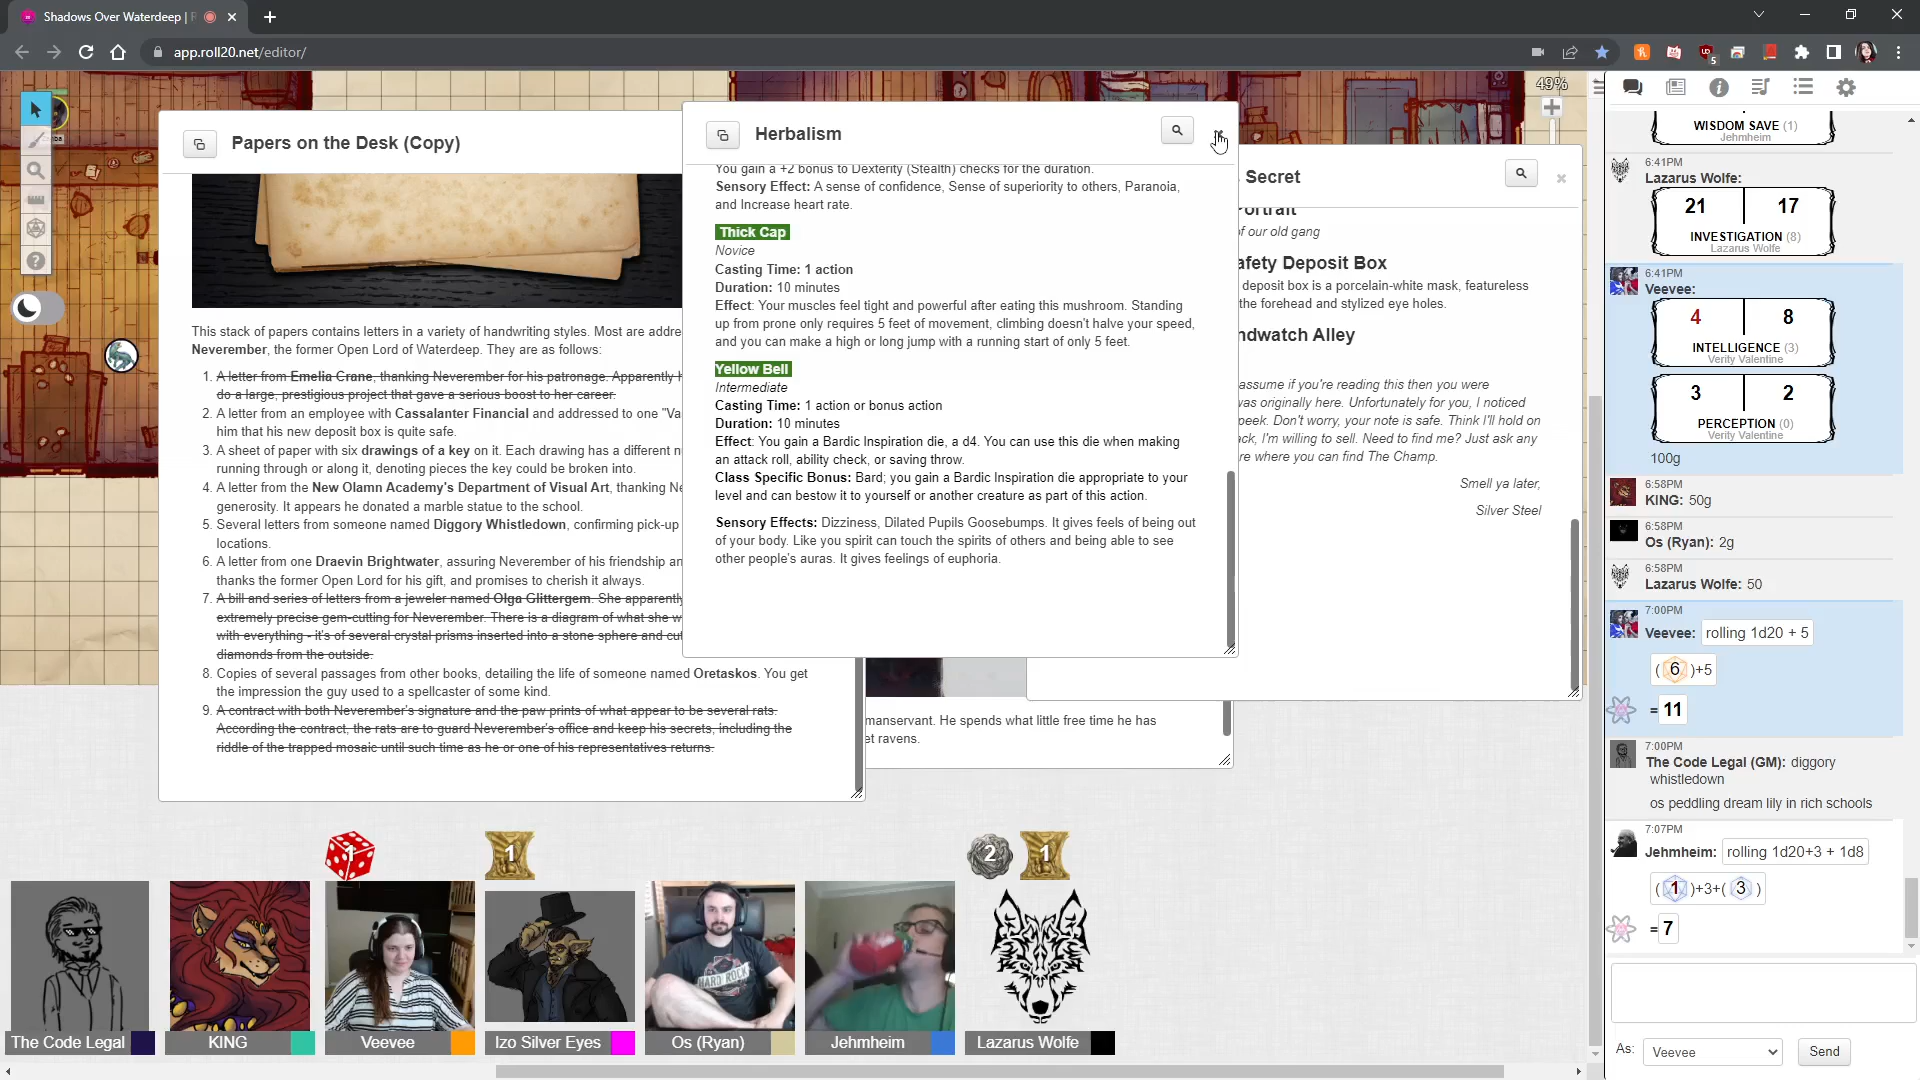 Shadows Over Waterdeep |
app.roll20.net/editor/
5
49%
Papers on the Desk (Copy)
This stack of papers contains letters in a variety of handwriting styles. Most are addre
Neverember, the former Open Lord of Waterdeep. They are as follows:
1. A letter from Emelia Crane, thanking Neverember for his patronage. Apparently h
do a large, prestigious project that gave a serious boost to her career.
2. A letter from an employee with Cassalanter Financial and addressed to one "Va
him that his new deposit box is quite safe.
3. A sheet of paper with six drawings of a key on it. Each drawing has a different n
running through or along it, denoting pieces the key could be broken into.
4. A letter from the New Olamn Academy's Department of Visual Art, thanking Ne
generosity. It appears he donated a marble statue to the school.
5. Several letters from someone named Diggory Whistledown, confirming pick-up
locations.
6. A letter from one Draevin Brightwater, assuring Neverember of his friendship an
thanks the former Open Lord for his gift, and promises to cherish it always.
7. A bill and series of letters from a jeweler named Olga Glittergem. She apparently
extremely precise gem-cutting for Neverember. There is a diagram of what she w
with everything - it's of several crystal prisms inserted into a stone sphere and cut
diamonds from the outside.
8. Copies of several passages from other books, detailing the life of someone named Oretaskos. You get
the impression the guy used to a spellcaster of some kind.
9. A contract with both Neverember's signature and the paw prints of what appear to be several rats.
According the contract, the rats are to guard Neverember's office and keep his secrets, including the
riddle of the trapped mosaic until such time as he or one of his representatives returns.
Herbalism
You gain a +2 bonus to Dexterity (Stealth) checks for the duration.
Sensory Effect: A sense of confidence, Sense of superiority to others, Paranoia,
and Increase heart rate.
Thick Cap
Novice
Casting Time: 1 action
Duration: 10 minutes
Effect: Your muscles feel tight and powerful after eating this mushroom. Standing
up from prone only requires 5 feet of movement, climbing doesn't halve your speed,
and you can make a high or long jump with a running start of only 5 feet.
Yellow Bell
Intermediate
Casting Time: 1 action or bonus action
Duration: 10 minutes
Effect: You gain a Bardic Inspiration die, a d4. You can use this die when making
an attack roll, ability check, or saving throw.
Class Specific Bonus: Bard; you gain a Bardic Inspiration die appropriate to your
level and can bestow it to yourself or another creature as part of this action.
Sensory Effects: Dizziness, Dilated Pupils Goosebumps. It gives feels of being out
of your body. Like you spirit can touch the spirits of others and being able to see
other people's auras. It gives feelings of euphoria.
manservant. He spends what little free time he has
et ravens.
Secret
ortrait
of our old gang
afety Deposit Box
deposit box is a porcelain-white mask, featureless
the forehead and stylized eye holes.
ndwatch Alley
assume if you're reading this then you were
was originally here. Unfortunately for you, I noticed
peek. Don't worry, your note is safe. Think I'll hold on
ck, I'm willing to sell. Need to find me? Just ask any
re where you can find The Champ.
Smell ya later,
Silver Steel
WISDOM SAVE (1)
Jehmheim
6:41PM
Lazarus Wolfe:
21 17
INVESTIGATION (8)
Lazarus Wolfe
6:41PM
Veevee:
4 8
INTELLIGENCE (3)
Verity Valentine
3 2
PERCEPTION (0)
Verity Valentine
100g
6:58PM
KING: 50g
6:58PM
Os (Ryan): 2g
6:58PM
Lazarus Wolfe: 50
7:00PM
Veevee: rolling 1d20 + 5
(6)+5
=11
7:00PM
The Code Legal (GM): diggory
whistledown
os peddling dream lily in rich schools
7:07PM
Jehmheim: rolling 1d20+3 + 1d8
(1)+3+(3)
=7
As: Veevee Send
1
1
2
1
HARD ROCK
The Code Legal
KING
Veevee
Izo Silver Eyes
Os (Ryan)
Jehmheim
Lazarus Wolfe